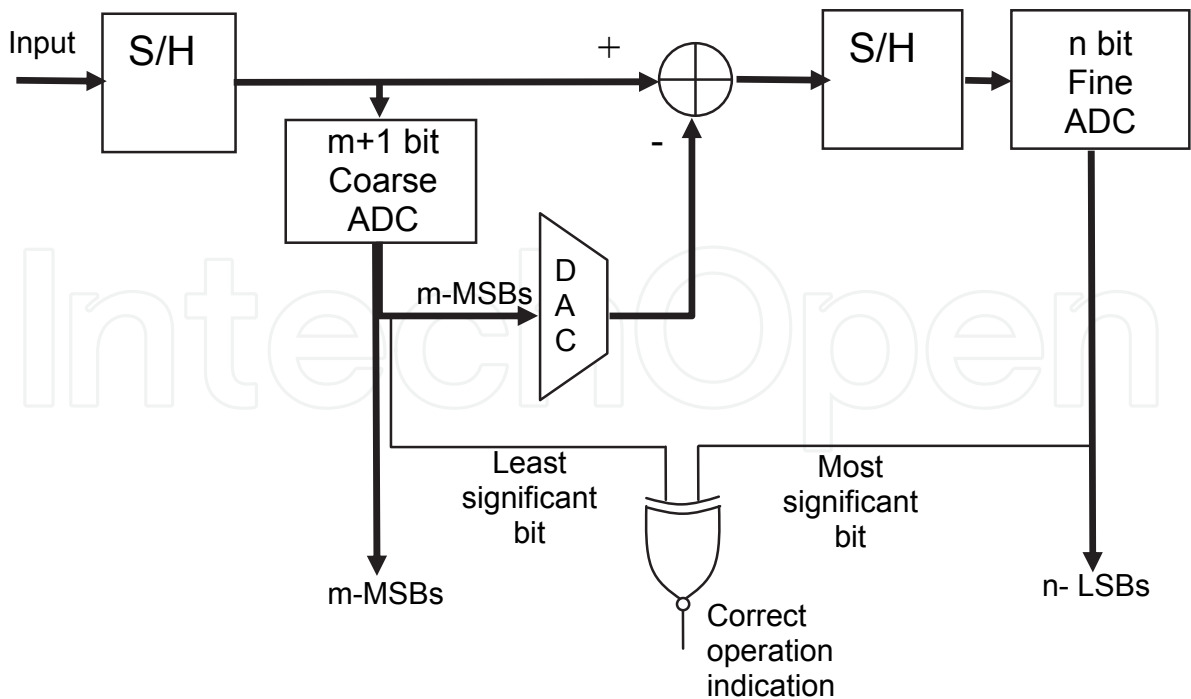 Input
S/H
+
S/H
n bit
Fine
ADC
m+1 bit
Coarse
ADC
-
D
A
C
m-MSBs
IntechOpen
Least
significant
bit
Most
significant
bit
m-MSBs
n- LSBs
Correct
operation
indication